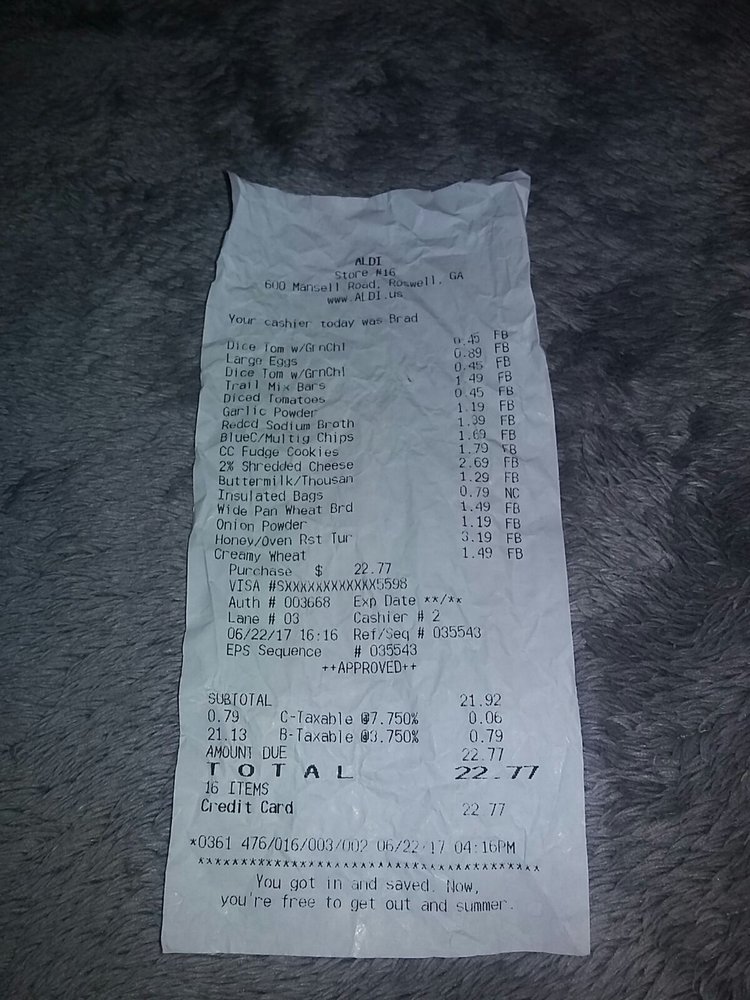 ALDI
Store #16
600 Mansell Road, Roswell, GA
www.ALDI.us
Your cashier today was Brad
Dice Tom w/GrnChl 0.45 FB
Large Eggs 0.89 FB
Dice Tom w/GrnChl 0.45 FB
Trail Mix Bars 1.49 FB
Diced Tomatoes 0.45 FB
Garlic Powder 1.19 FB
Redcd Sodium Broth 1.39 FB
BlueC/Multig Chips 1.69 FB
CC Fudge Cookies 1.79 FB
2% Shredded Cheese 2.69 FB
Buttermilk/Thousan 1.29 FB
Insulated Bags 0.79 NC
Wide Pan Wheat Brd 1.49 FB
Onion Powder 1.19 FB
Honey/Oven Rst Tur 3.19 FB
Creamy Wheat 1.49 FB
Purchase $ 22.77
VISA #SXXXXXXXXXXXX5598
Auth # 003668 Exp Date **/**
Lane # 03 Cashier # 2
06/22/17 16:16 Ref/Seq # 035543
EPS Sequence # 035543
++APPROVED++
SUBTOTAL 21.92
0.79 C-Taxable @7.750% 0.06
21.13 B-Taxable @3.750% 0.79
AMOUNT DUE 22.77
TOTAL 22.77
16 ITEMS
Credit Card 22.77
*0361 476/016/003/002 06/22/17 04:16PM
****************************************
You got in and saved. Now,
you're free to get out and summer.